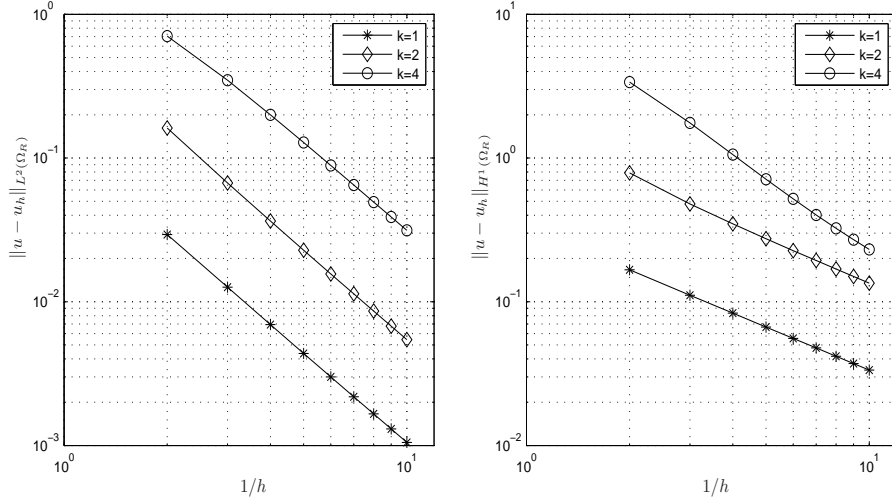 10^0
10^{-1}
10^{-2}
10^{-3}
10^0
10^1
1/h
||u − u_h||_{L^2(Ω_R)}
k=1
k=2
k=4
10^1
10^0
10^{-1}
10^{-2}
10^0
10^1
1/h
||u − u_h||_{H^1(Ω_R)}
k=1
k=2
k=4